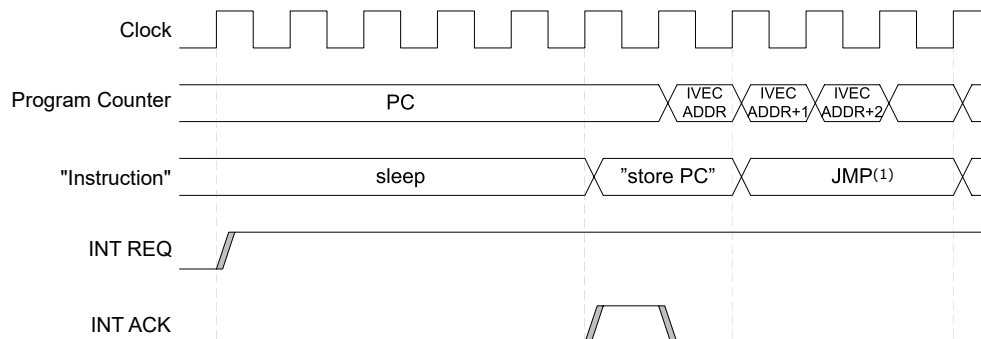 Clock
Program Counter
PC
IVEC
ADDR
IVEC
ADDR+1
IVEC
ADDR+2
"Instruction"
sleep
"store PC"
JMP(1)
INT REQ
INT ACK